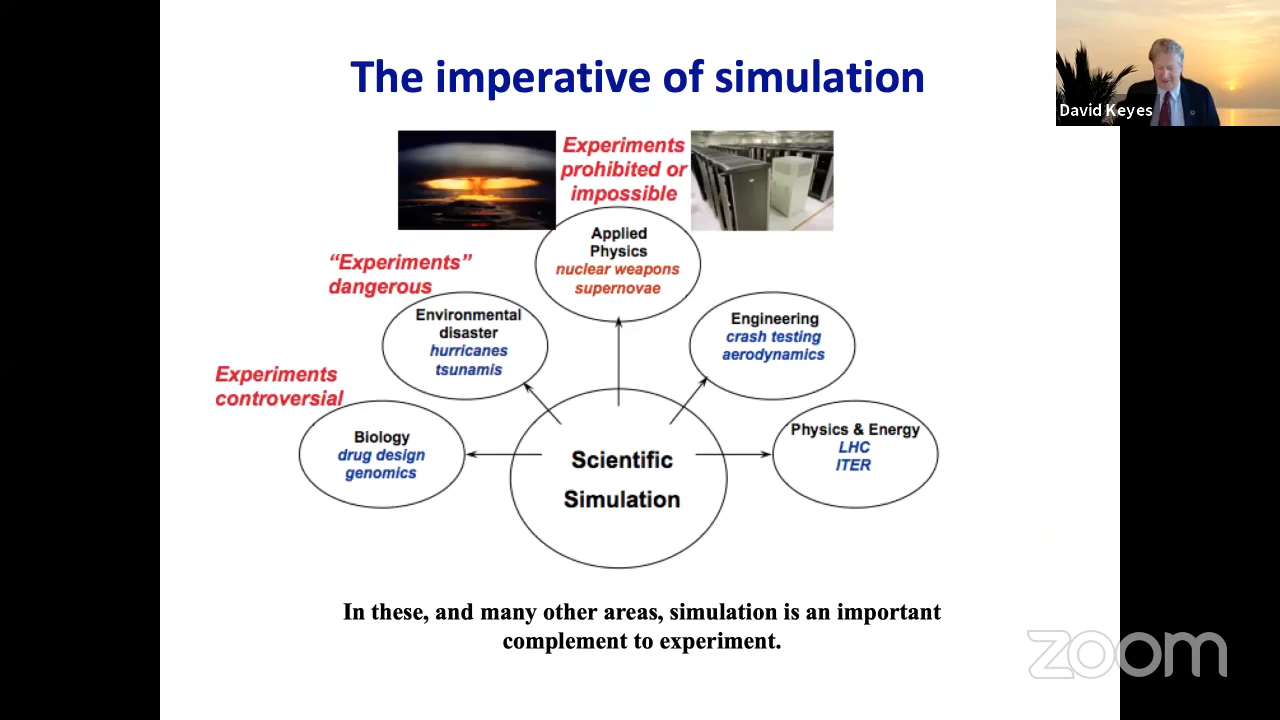 The imperative of simulation
David Keyes
Experiments
prohibited or
impossible
Applied
Physics
nuclear weapons
supernovae
“Experiments”
dangerous
Environmental
disaster
hurricanes
tsunamis
Engineering
crash testing
aerodynamics
Experiments
controversial
Biology
drug design
genomics
Physics & Energy
LHC
ITER
Scientific
Simulation
In these, and many other areas, simulation is an important
complement to experiment.
zoom